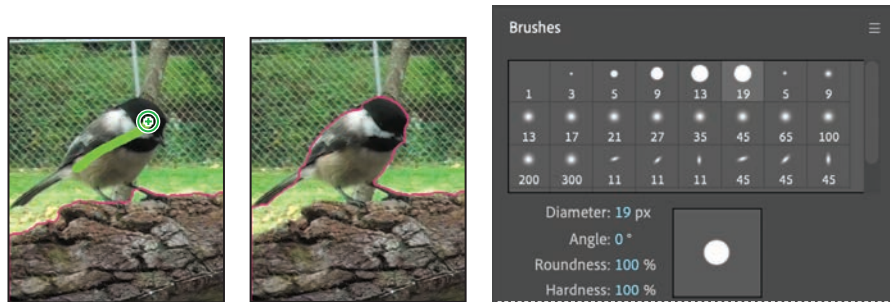 Brushes
1 3 5 9 13 19 5 9
13 17 21 27 35 45 65 100
200 300 11 11 11 45 45 45
Diameter: 19 px
Angle: 0 °
Roundness: 100 %
Hardness: 100 %